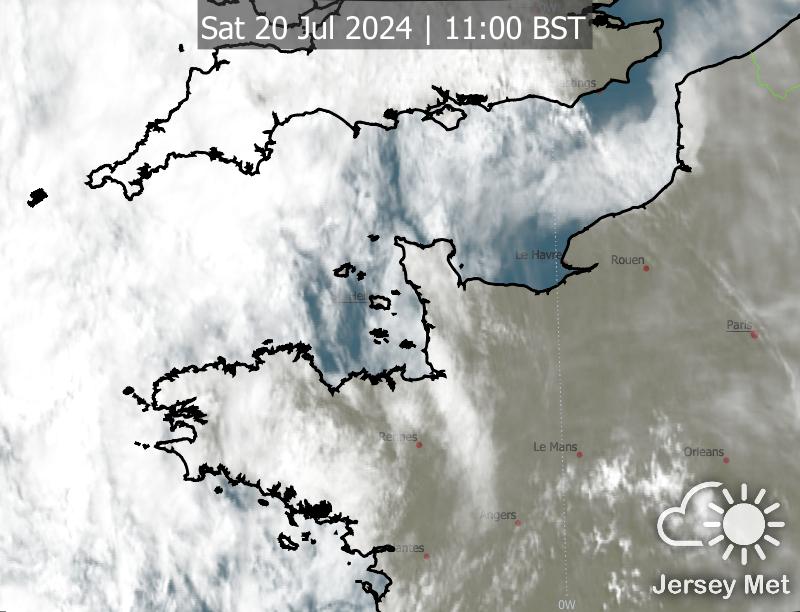 Sat 20 Jul 2024 | 11:00 BST
Le Havre
Rouen
Paris
Rennes
Le Mans
Orleans
Angers
Jersey Met
0W